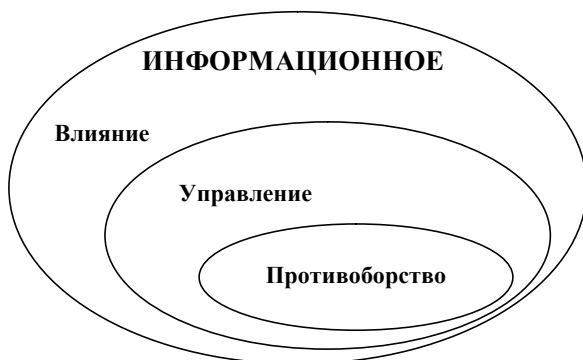 ИНФОРМАЦИОННОЕ
Влияние
Управление
Противоборство